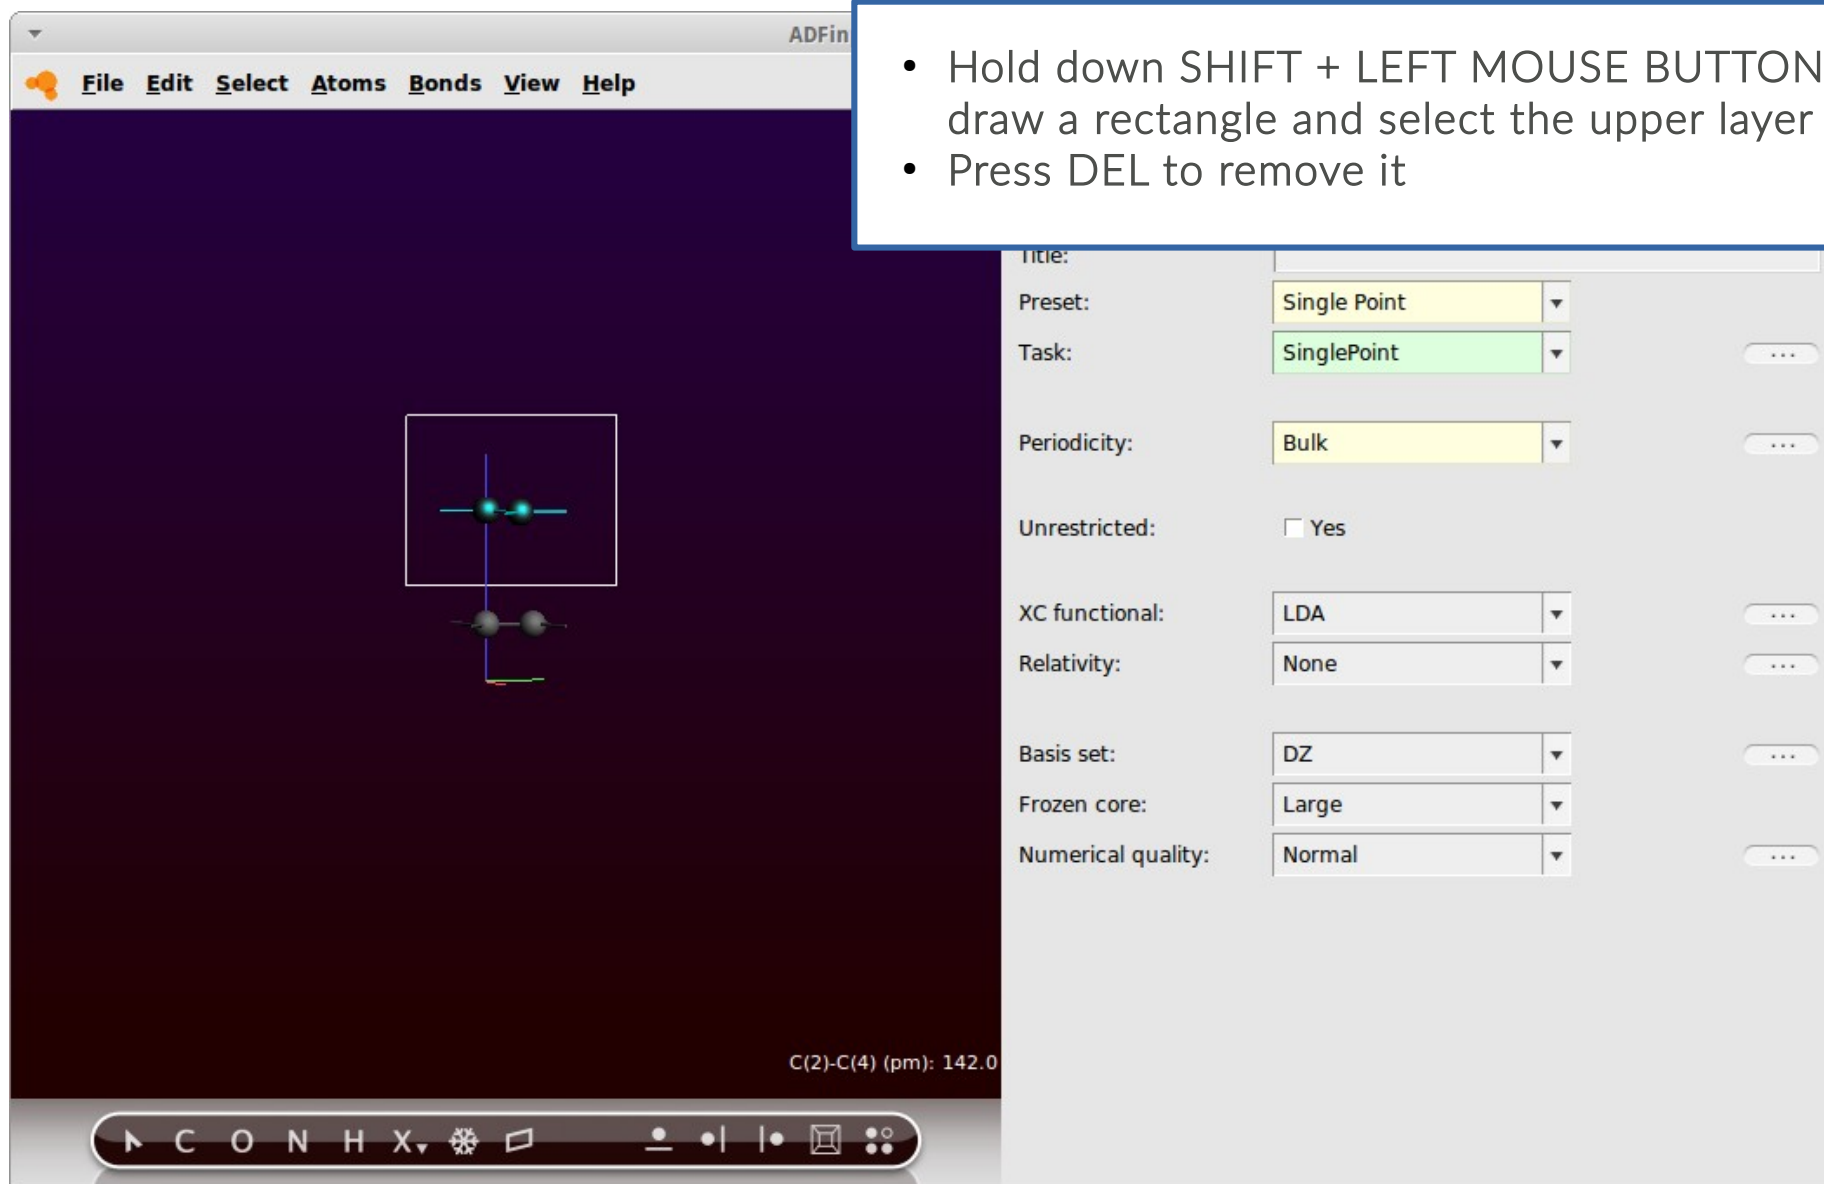 ADFin
• Hold down SHIFT + LEFT MOUSE BUTTON
draw a rectangle and select the upper layer
• Press DEL to remove it
File Edit Select Atoms Bonds View Help
Title:
Preset: Single Point
Task: SinglePoint ...
Periodicity: Bulk ...
Unrestricted: Yes
XC functional: LDA ...
Relativity: None ...
Basis set: DZ ...
Frozen core: Large
Numerical quality: Normal ...
C(2)-C(4) (pm): 142.0
C O N H X